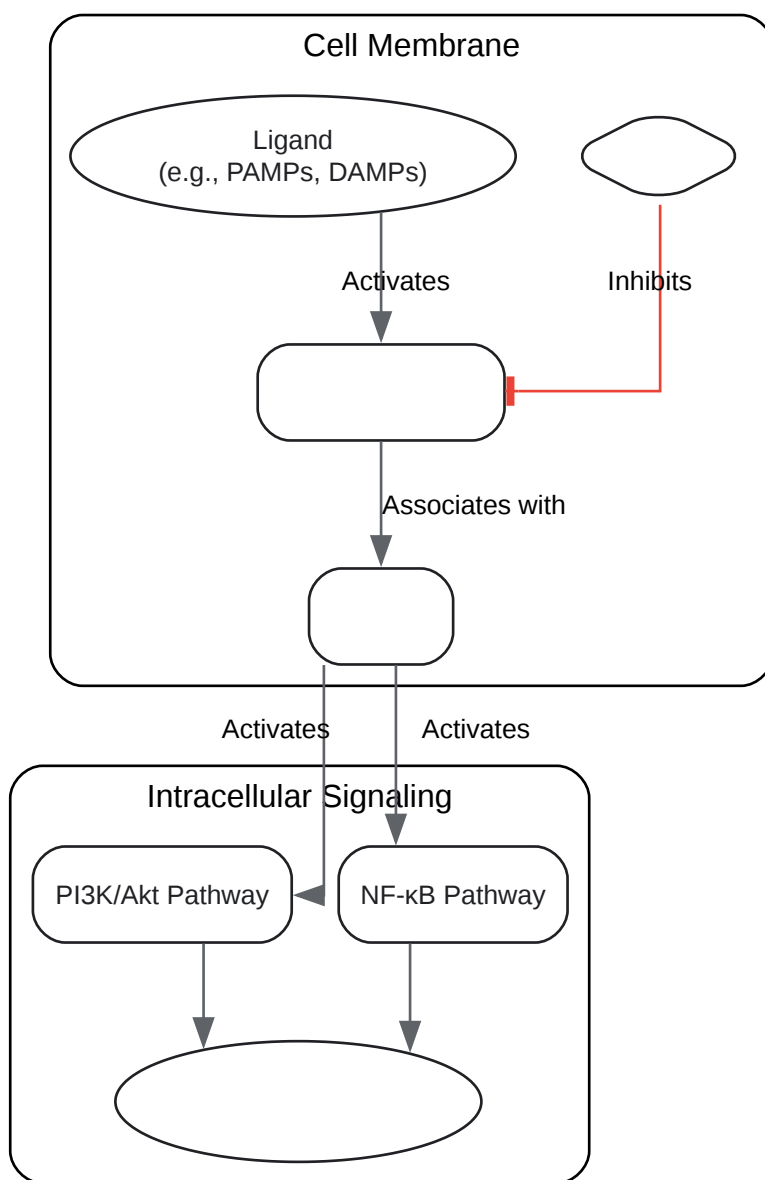 Cell Membrane
Ligand
(e.g., PAMPs, DAMPs)
Activates
Inhibits
Associates with
Activates
Activates
Intracellular Signaling
PI3K/Akt Pathway
NF-κB Pathway